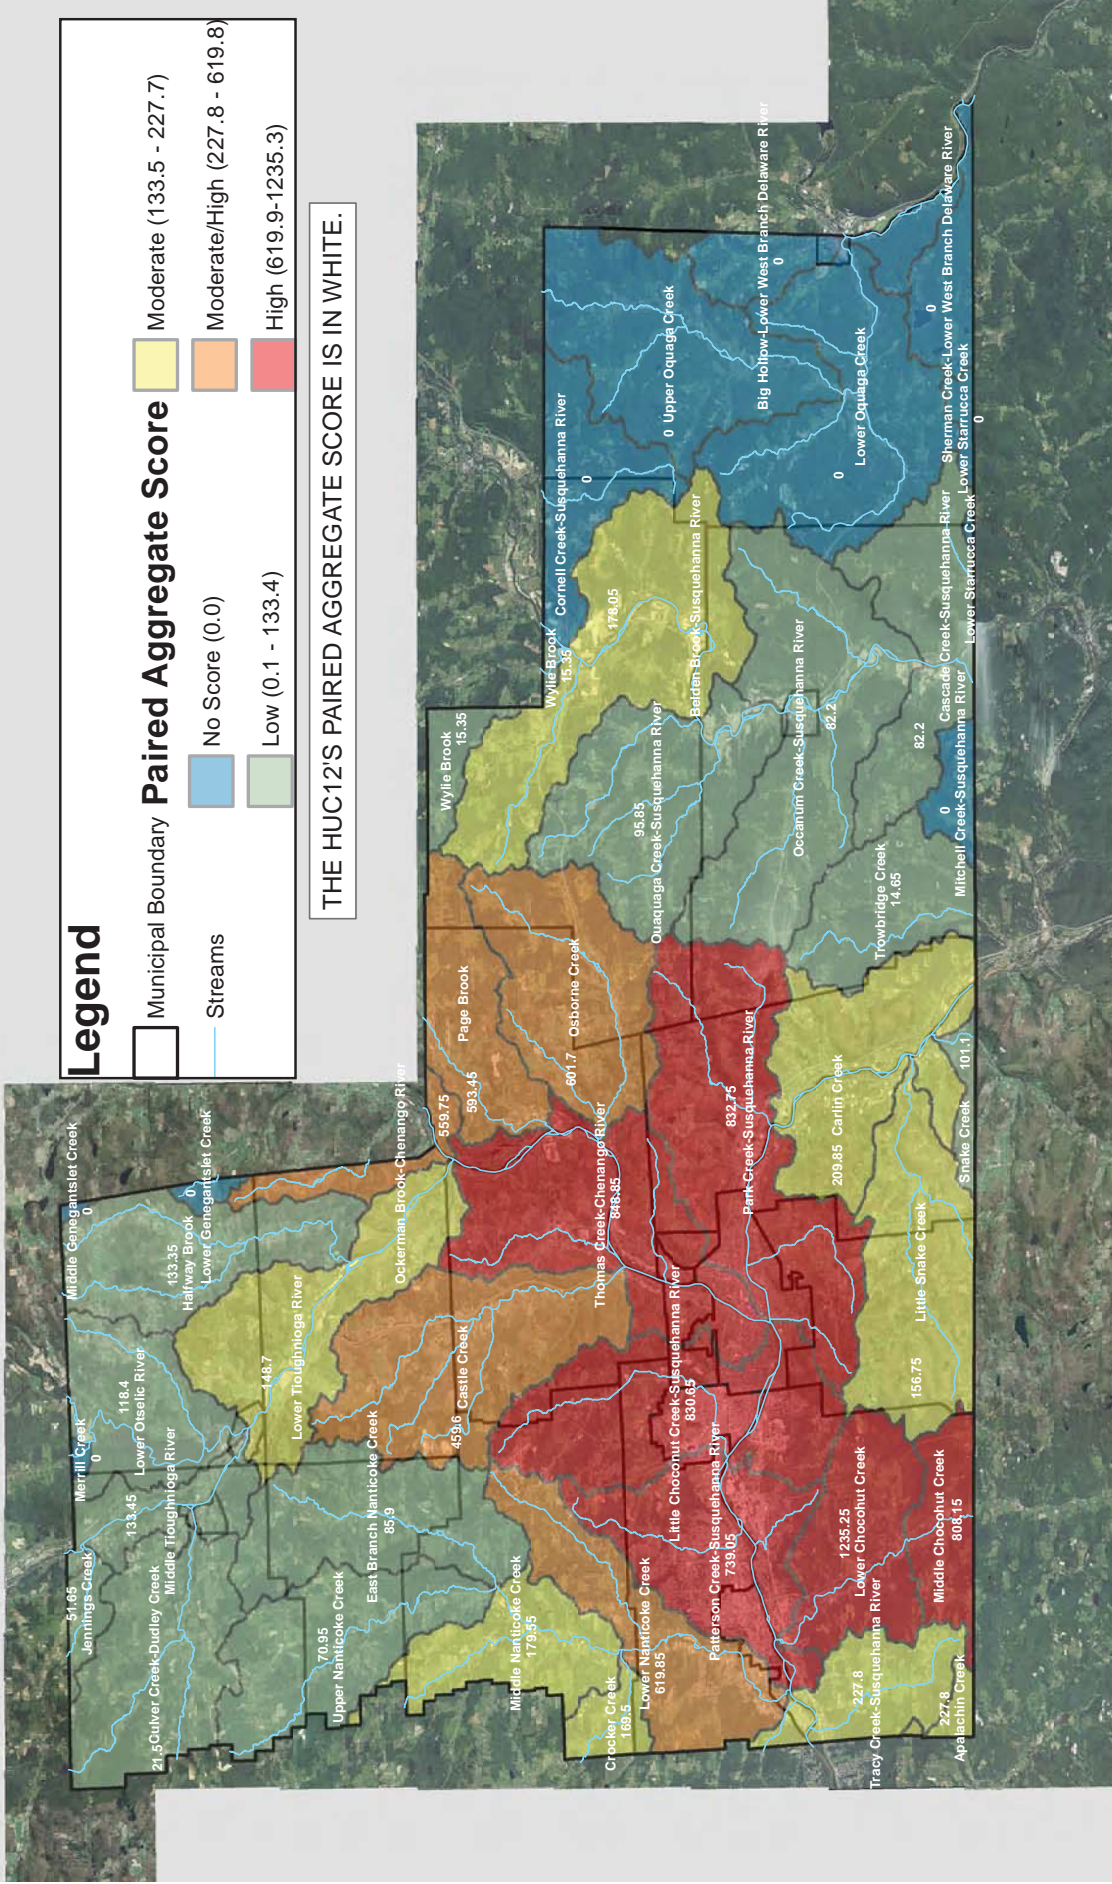 Legend
Municipal Boundary
Streams
Paired Aggregate Score
No Score (0.0)
Low (0.1 - 133.4)
Moderate (133.5 - 227.7)
Moderate/High (227.8 - 619.8)
High (619.9-1235.3)
THE HUC12'S PAIRED AGGREGATE SCORE IS IN WHITE.
51.65
Jennings Creek
Merrill Creek
0
Middle Genegantslet Creek
0
133.45
Middle Tioughnioga River
118.4
Lower Otselic River
133.35
Halfway Brook
Lower Genegantslet Creek
0
21.5
Culver Creek-Dudley Creek
148.7
Lower Tioughnioga River
70.95
Upper Nanticoke Creek
East Branch Nanticoke Creek
85.9
Ockerman Brook-Chenango River
559.75
Castle Creek
459.6
Page Brook
593.45
Wylie Brook
15.35
Middle Nanticoke Creek
179.55
Osborne Creek
601.7
Wylie Brook
15.35
Cornell Creek-Susquehanna River
0
Crocker Creek
169.5
Lower Nanticoke Creek
619.85
Thomas Creek-Chenango River
848.85
95.85
Ouaquaga Creek-Susquehanna River
178.05
Belden Brook-Susquehanna River
0 Upper Oquaga Creek
Little Choconut Creek-Susquehanna River
830.65
Patterson Creek-Susquehanna River
739.05
832.75
Park Creek-Susquehanna River
Occanum Creek-Susquehanna River
82.2
Big Hollow-Lower West Branch Delaware River
0
0
Lower Oquaga Creek
209.85 Carlin Creek
1235.25
Lower Chocohut Creek
227.8
Tracy Creek-Susquehanna River
Trowbridge Creek
14.65
82.2
Cascade Creek-Susquehanna River
0
Sherman Creek-Lower West Branch Delaware River
156.75
Little Snake Creek
227.8
Apalachin Creek
Middle Chocohut Creek
808.15
Snake Creek
101.1
0
Mitchell Creek-Susquehanna River
Lower Starrucca Creek
Lower Starrucca Creek
0